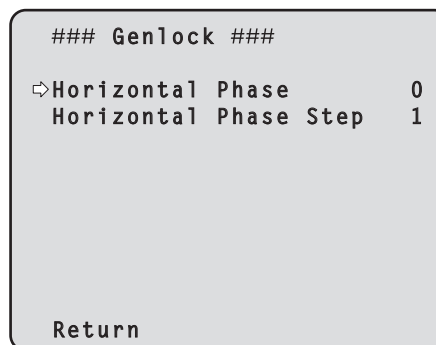 ### Genlock ###
⇨Horizontal Phase 0
Horizontal Phase Step 1
Return